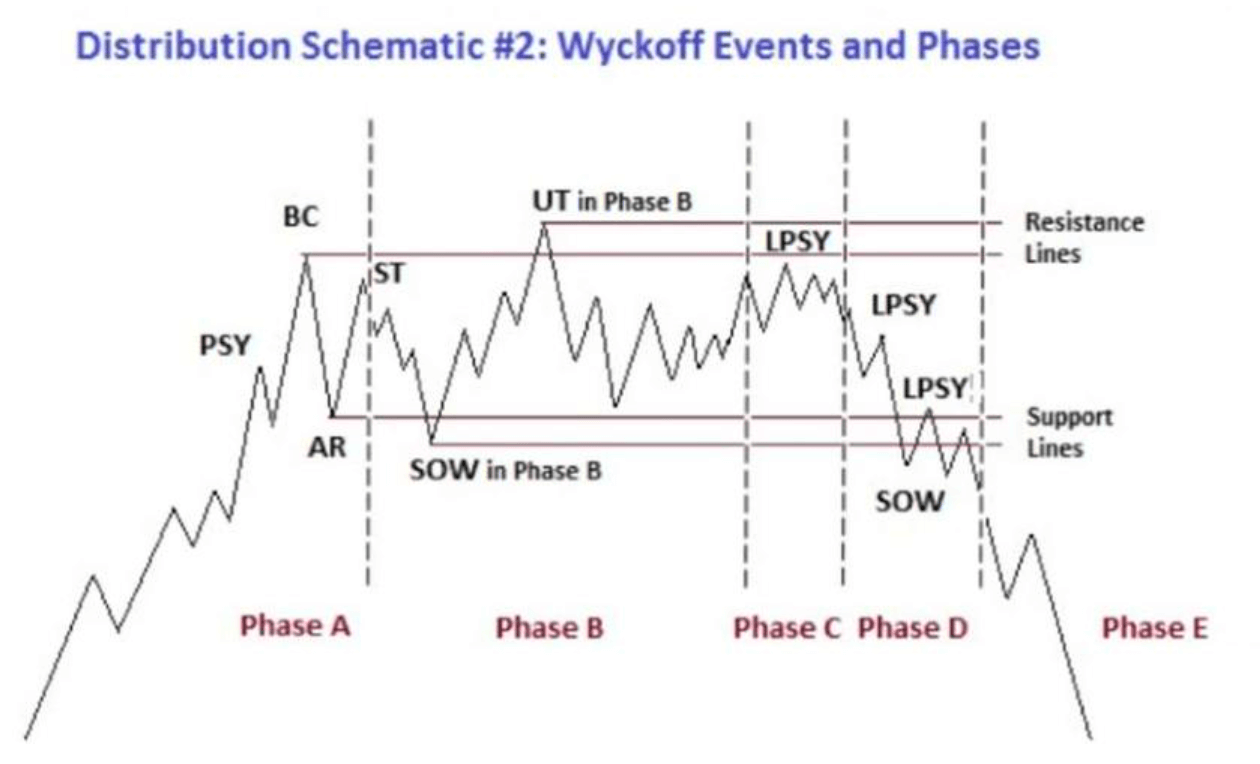 Distribution Schematic #2: Wyckoff Events and Phases
UT in Phase B
BC
Resistance
LPSY
Lines
ST
LPSY
PSY
LPSY
Support
AR
Lines
SOW in Phase B
SOW
Phase A
Phase B
Phase C
Phase D
Phase E